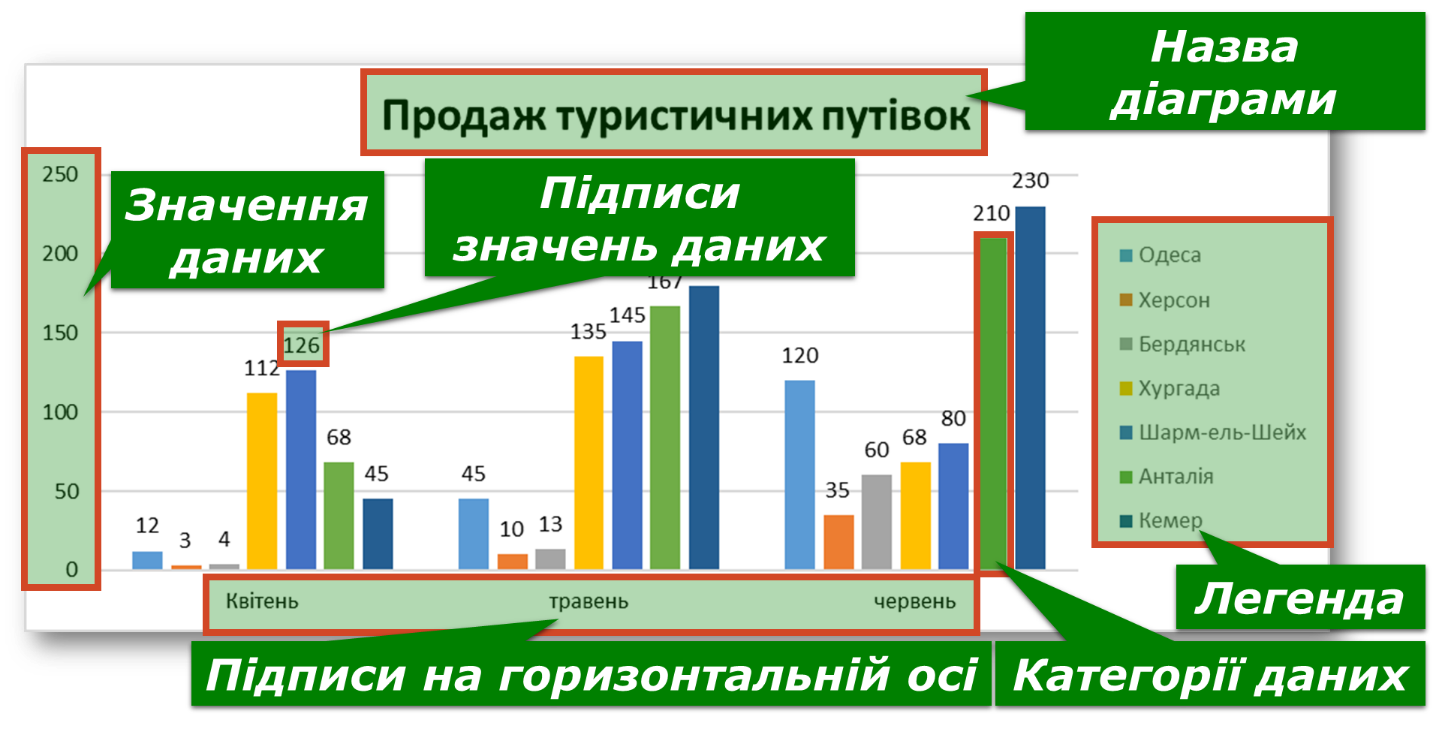 Назва
діаграми
Продаж туристичних путівок
Значення
даних
Підписи
значень даних
250
200
150
100
50
0
12
3
4
112
126
68
45
45
10
13
135
145
167
120
35
60
68
80
210
230
Квітень
травень
червень
Одеса
Херсон
Бердянськ
Хургада
Шарм-ель-Шейх
Анталія
Кемер
Легенда
Підписи на горизонтальній осі
Категорії даних